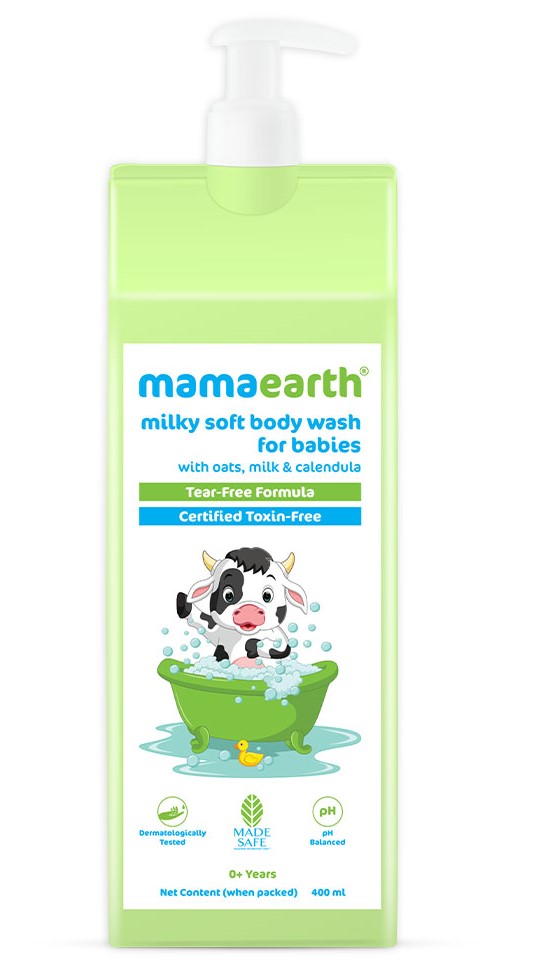 mamaearth®
milky soft body wash
for babies
with oats, milk & calendula
Tear-Free Formula
Certified Toxin-Free
pH
Dermatologically
Tested
MADE
SAFE
pH
Balanced
0+ Years
Net Content (when packed) 400 ml